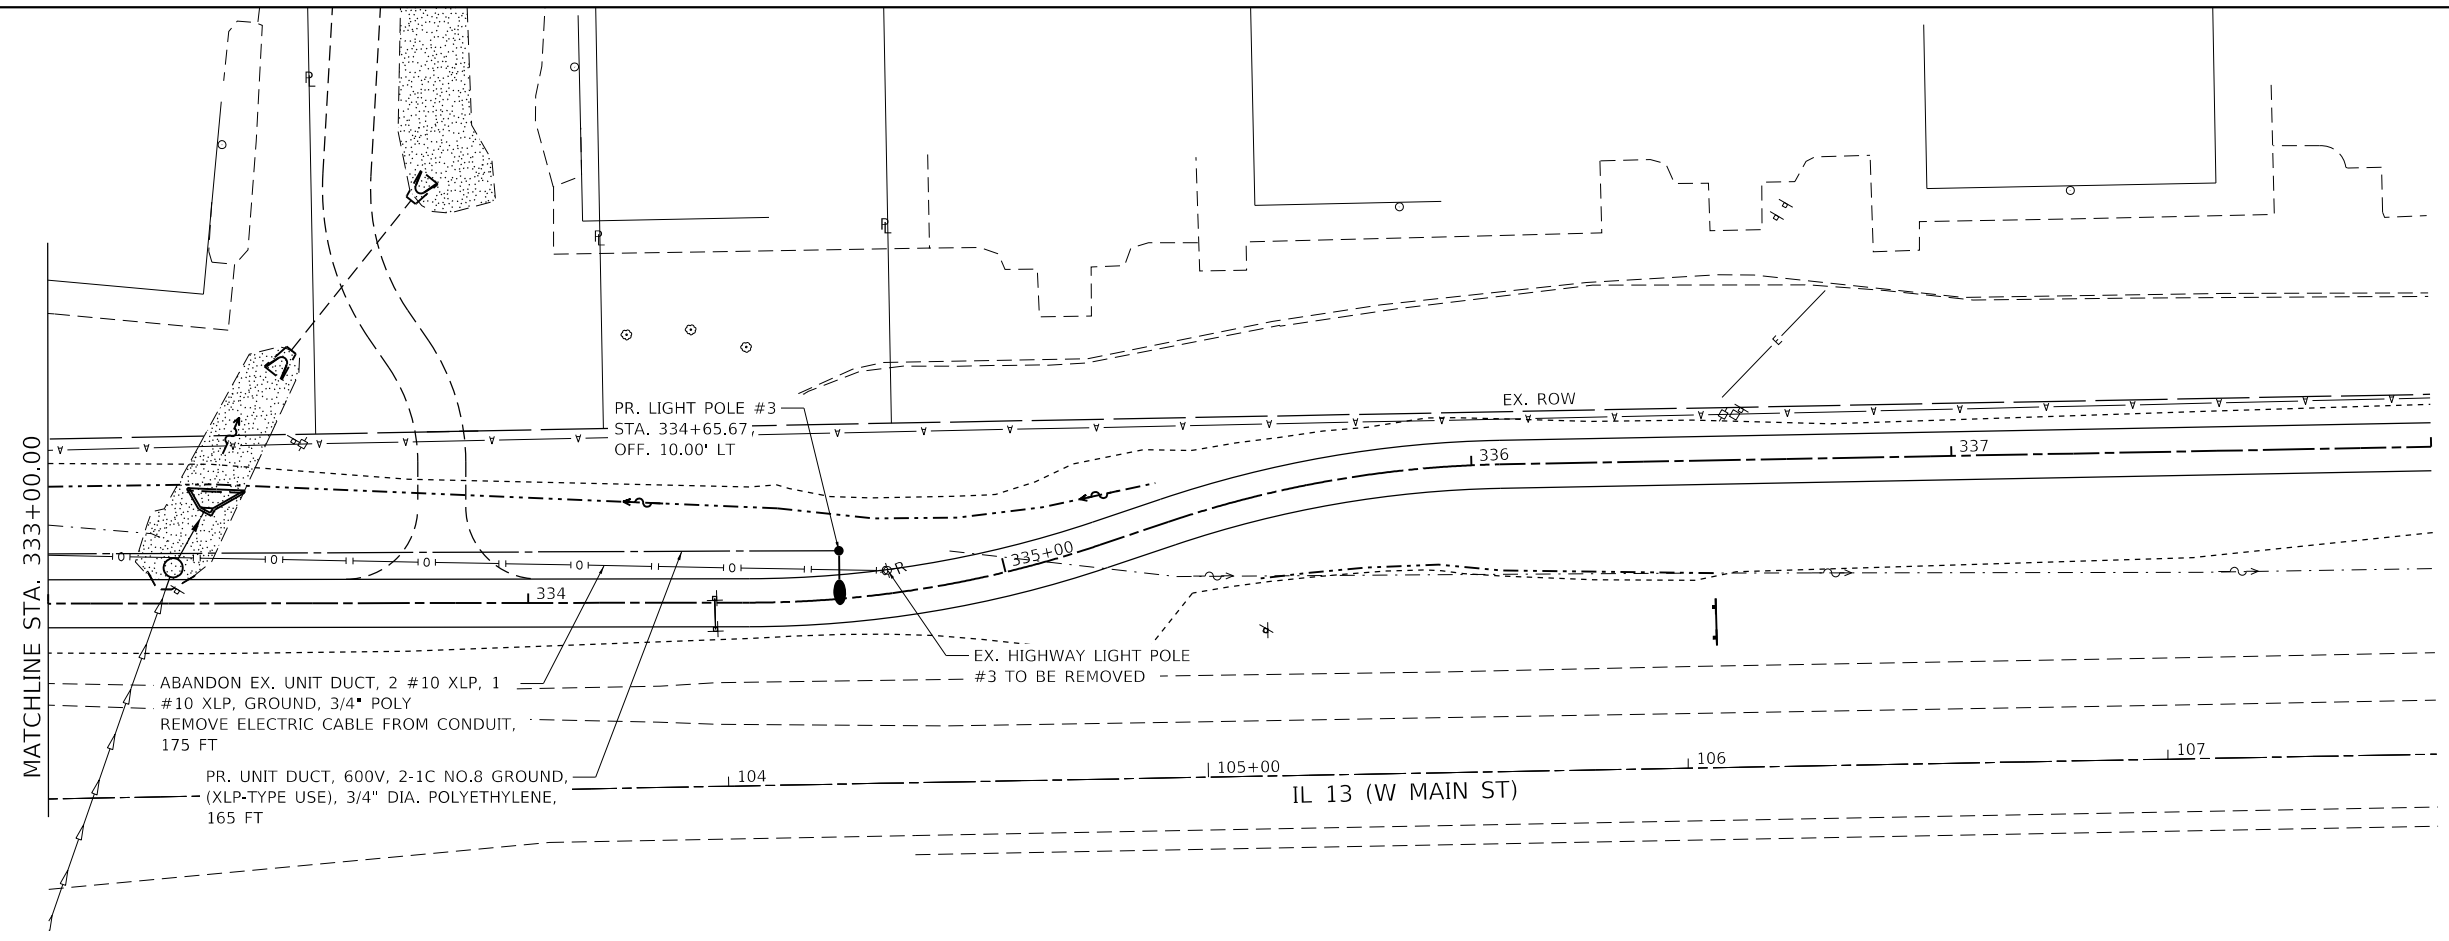 PL
PL
PL
E
EX. ROW
PR. LIGHT POLE #3
STA. 334+65.67
OFF. 10.00' LT
336
337
335+00
334
R
MATCHLINE STA. 333+00.00
EX. HIGHWAY LIGHT POLE
#3 TO BE REMOVED
ABANDON EX. UNIT DUCT, 2 #10 XLP, 1
#10 XLP, GROUND, 3/4" POLY
REMOVE ELECTRIC CABLE FROM CONDUIT,
175 FT
PR. UNIT DUCT, 600V, 2-1C NO.8 GROUND,
(XLP-TYPE USE), 3/4" DIA. POLYETHYLENE,
165 FT
104
105+00
106
107
IL 13 (W MAIN ST)